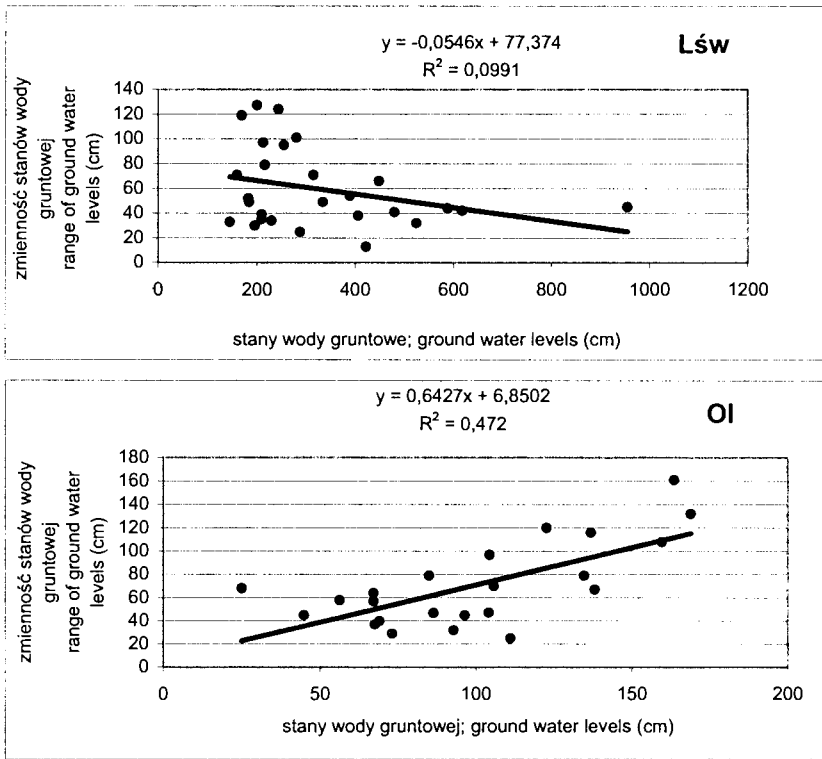 y = -0,0546x + 77,374
R² = 0,0991
Lśw
zmienność stanów wody
gruntowej
range of ground water
levels (cm)
140
120
100
80
60
40
20
0
0 200 400 600 800 1000 1200
stany wody gruntowe; ground water levels (cm)
y = 0,6427x + 6,8502
R² = 0,472
Ol
zmienność stanów wody
gruntowej
range of ground water
levels (cm)
180
160
140
120
100
80
60
40
20
0
0 50 100 150 200
stany wody gruntowej; ground water levels (cm)